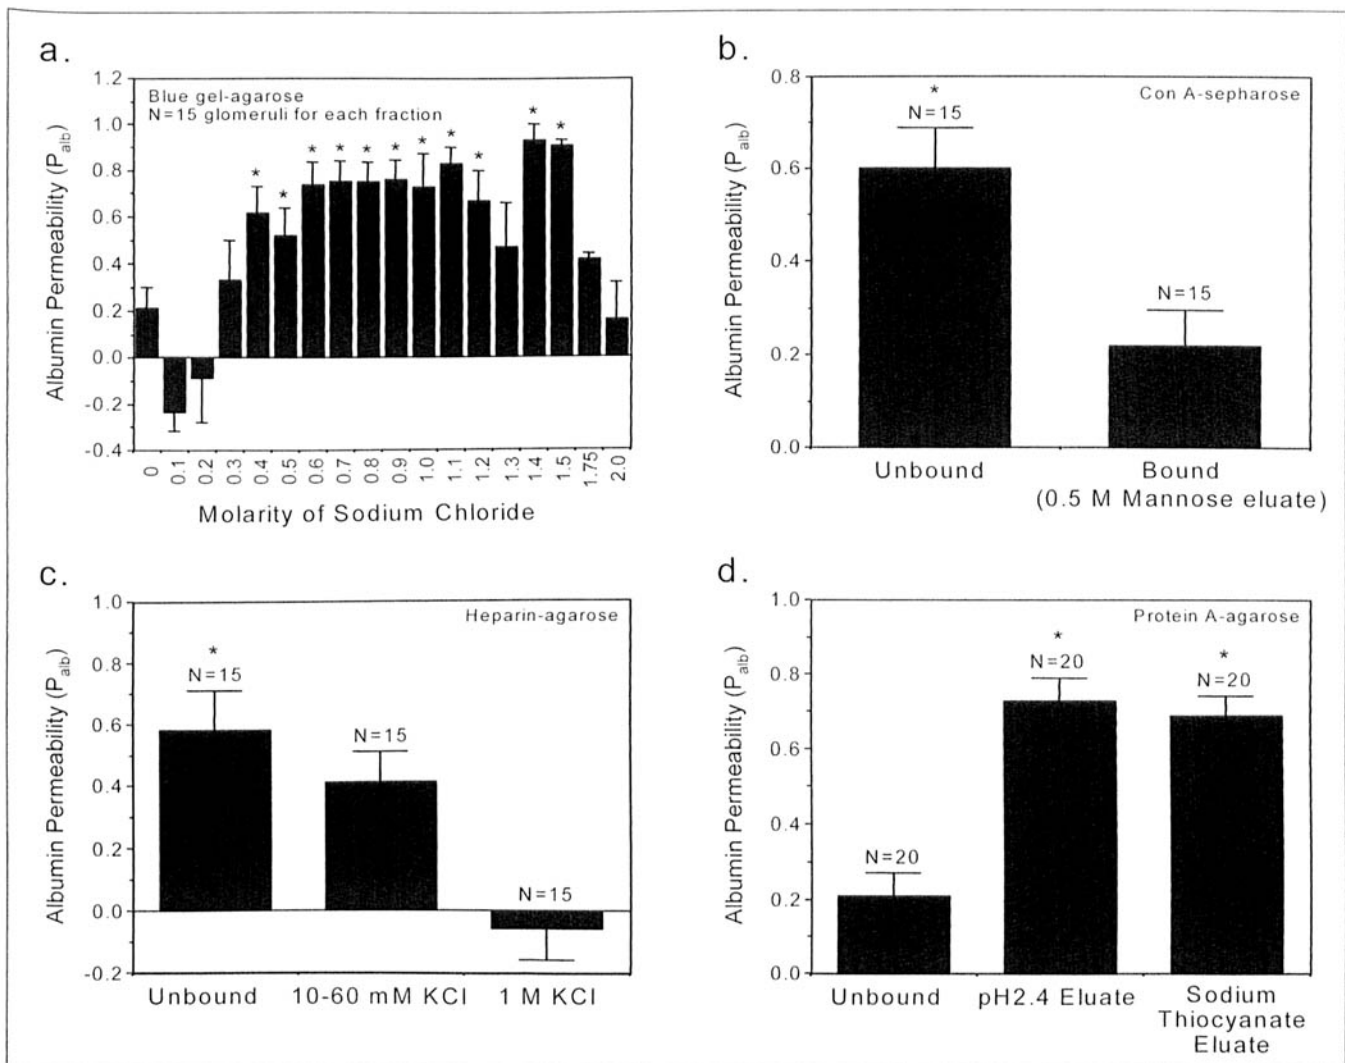 a.
1.2
1.0
0.8
0.6
0.4
0.2
0.0
-0.2
-0.4
Albumin Permeability (Palb)
Blue gel-agarose
N=15 glomeruli for each fraction
* * * * * * * * * * * *
0 0.1 0.2 0.3 0.4 0.5 0.6 0.7 0.8 0.9 1.0 1.1 1.2 1.3 1.4 1.5 1.75 2.0
Molarity of Sodium Chloride
b.
0.8
0.6
0.4
0.2
0.0
Albumin Permeability (Palb)
Con A-sepharose
*
N=15
N=15
Unbound Bound
(0.5 M Mannose eluate)
c.
1.0
0.8
0.6
0.4
0.2
0.0
-0.2
Albumin Permeability (Palb)
Heparin-agarose
*
N=15
N=15
N=15
Unbound 10-60 mM KCl 1 M KCl
d.
1.0
0.8
0.6
0.4
0.2
0.0
Albumin Permeability (Palb)
Protein A-agarose
*
N=20
*
N=20
N=20
Unbound pH2.4 Eluate Sodium
Thiocyanate
Eluate